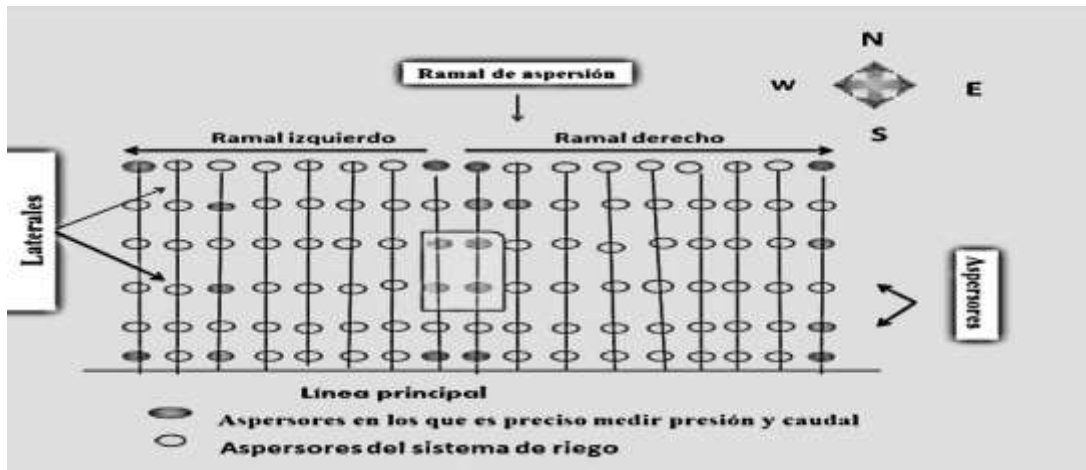 N
Ramal de aspersión
W
E
S
Ramal izquierdo
Ramal derecho
Laterales
Aspersores
Línea principal
Aspersores en los que es preciso medir presión y caudal
Aspersores del sistema de riego